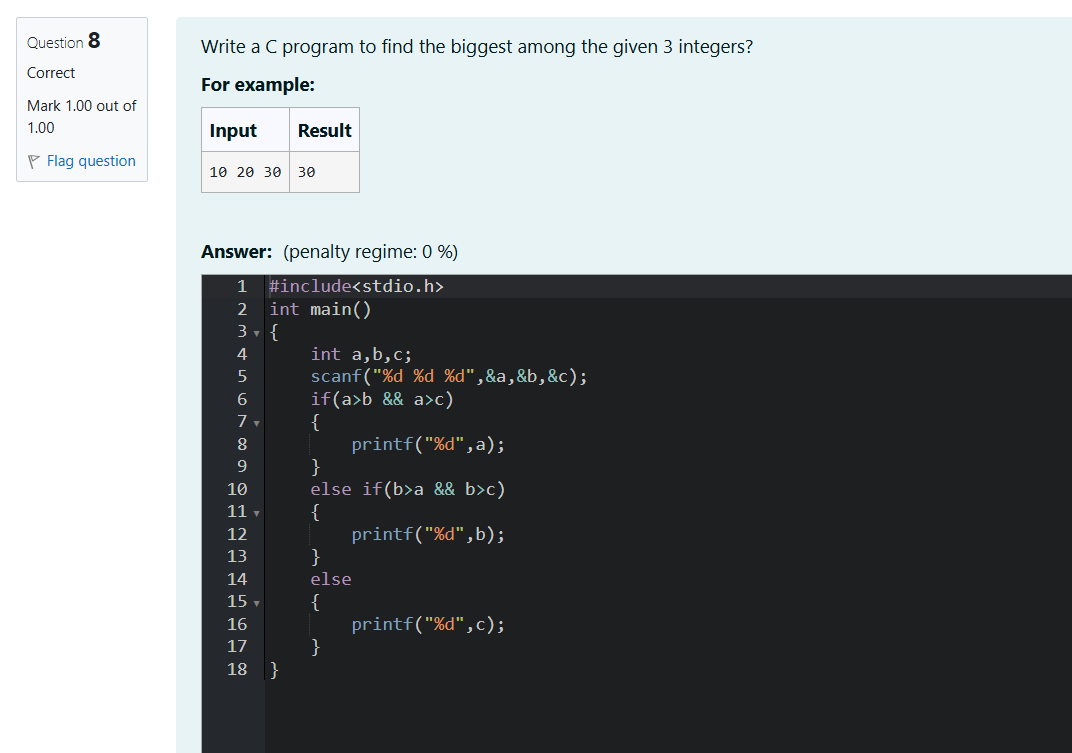 Question 8
Correct
Mark 1.00 out of
1.00
Flag question
Write a C program to find the biggest among the given 3 integers?
For example:
Input Result
10 20 30 30
Answer: (penalty regime: 0 %)
1 #include<stdio.h>
2 int main()
3 {
4     int a,b,c;
5     scanf("%d %d %d",&a,&b,&c);
6     if(a>b && a>c)
7     {
8         printf("%d",a);
9     }
10     else if(b>a && b>c)
11     {
12         printf("%d",b);
13     }
14     else
15     {
16         printf("%d",c);
17     }
18 }